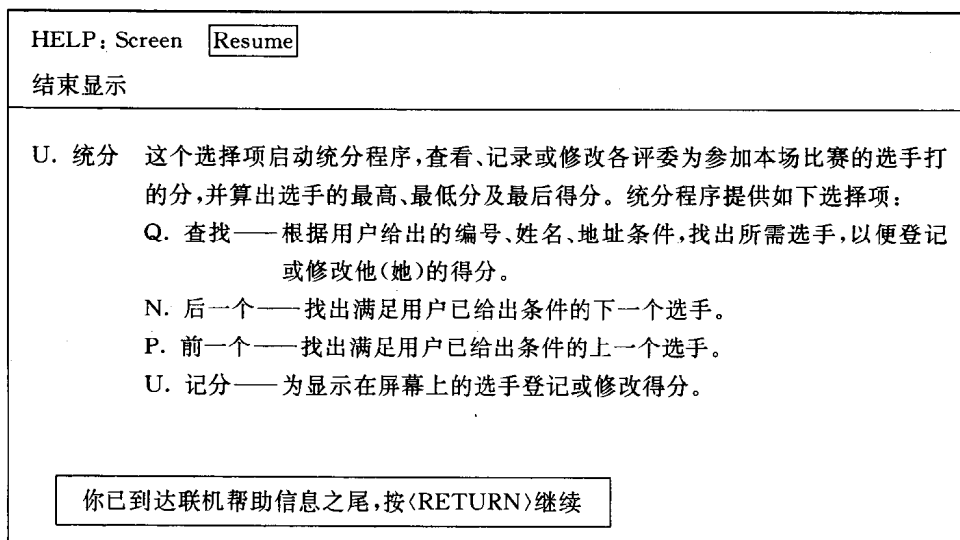 HELP: Screen Resume
结束显示
U. 统分 这个选择项启动统分程序,查看、记录或修改各评委为参加本场比赛的选手打
的分,并算出选手的最高、最低分及最后得分。统分程序提供如下选择项:
Q. 查找——根据用户给出的编号、姓名、地址条件,找出所需选手,以便登记
或修改他(她)的得分。
N. 后一个——找出满足用户已给出条件的下一个选手。
P. 前一个——找出满足用户已给出条件的上一个选手。
U. 记分——为显示在屏幕上的选手登记或修改得分。
你已到达联机帮助信息之尾,按〈RETURN〉继续